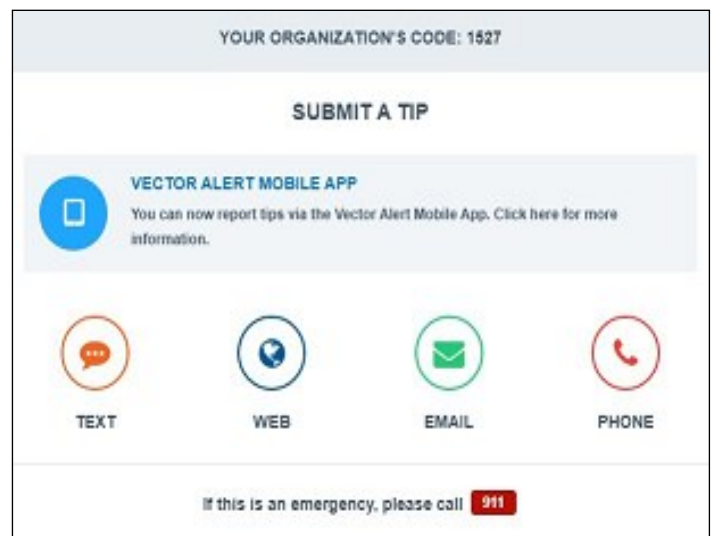 YOUR ORGANIZATION'S CODE: 1527
SUBMIT A TIP
VECTOR ALERT MOBILE APP
You can now report tips via the Vector Alert Mobile App. Click here for more
information.
TEXT WEB EMAIL PHONE
If this is an emergency, please call 911